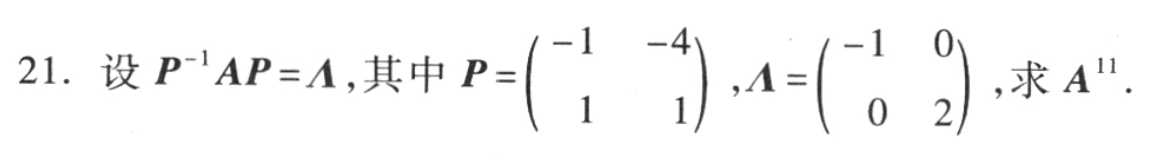 21. 设 P⁻¹AP=Λ,其中 P=(-1 -4; 1 1),Λ=(-1 0; 0 2),求 A¹¹.